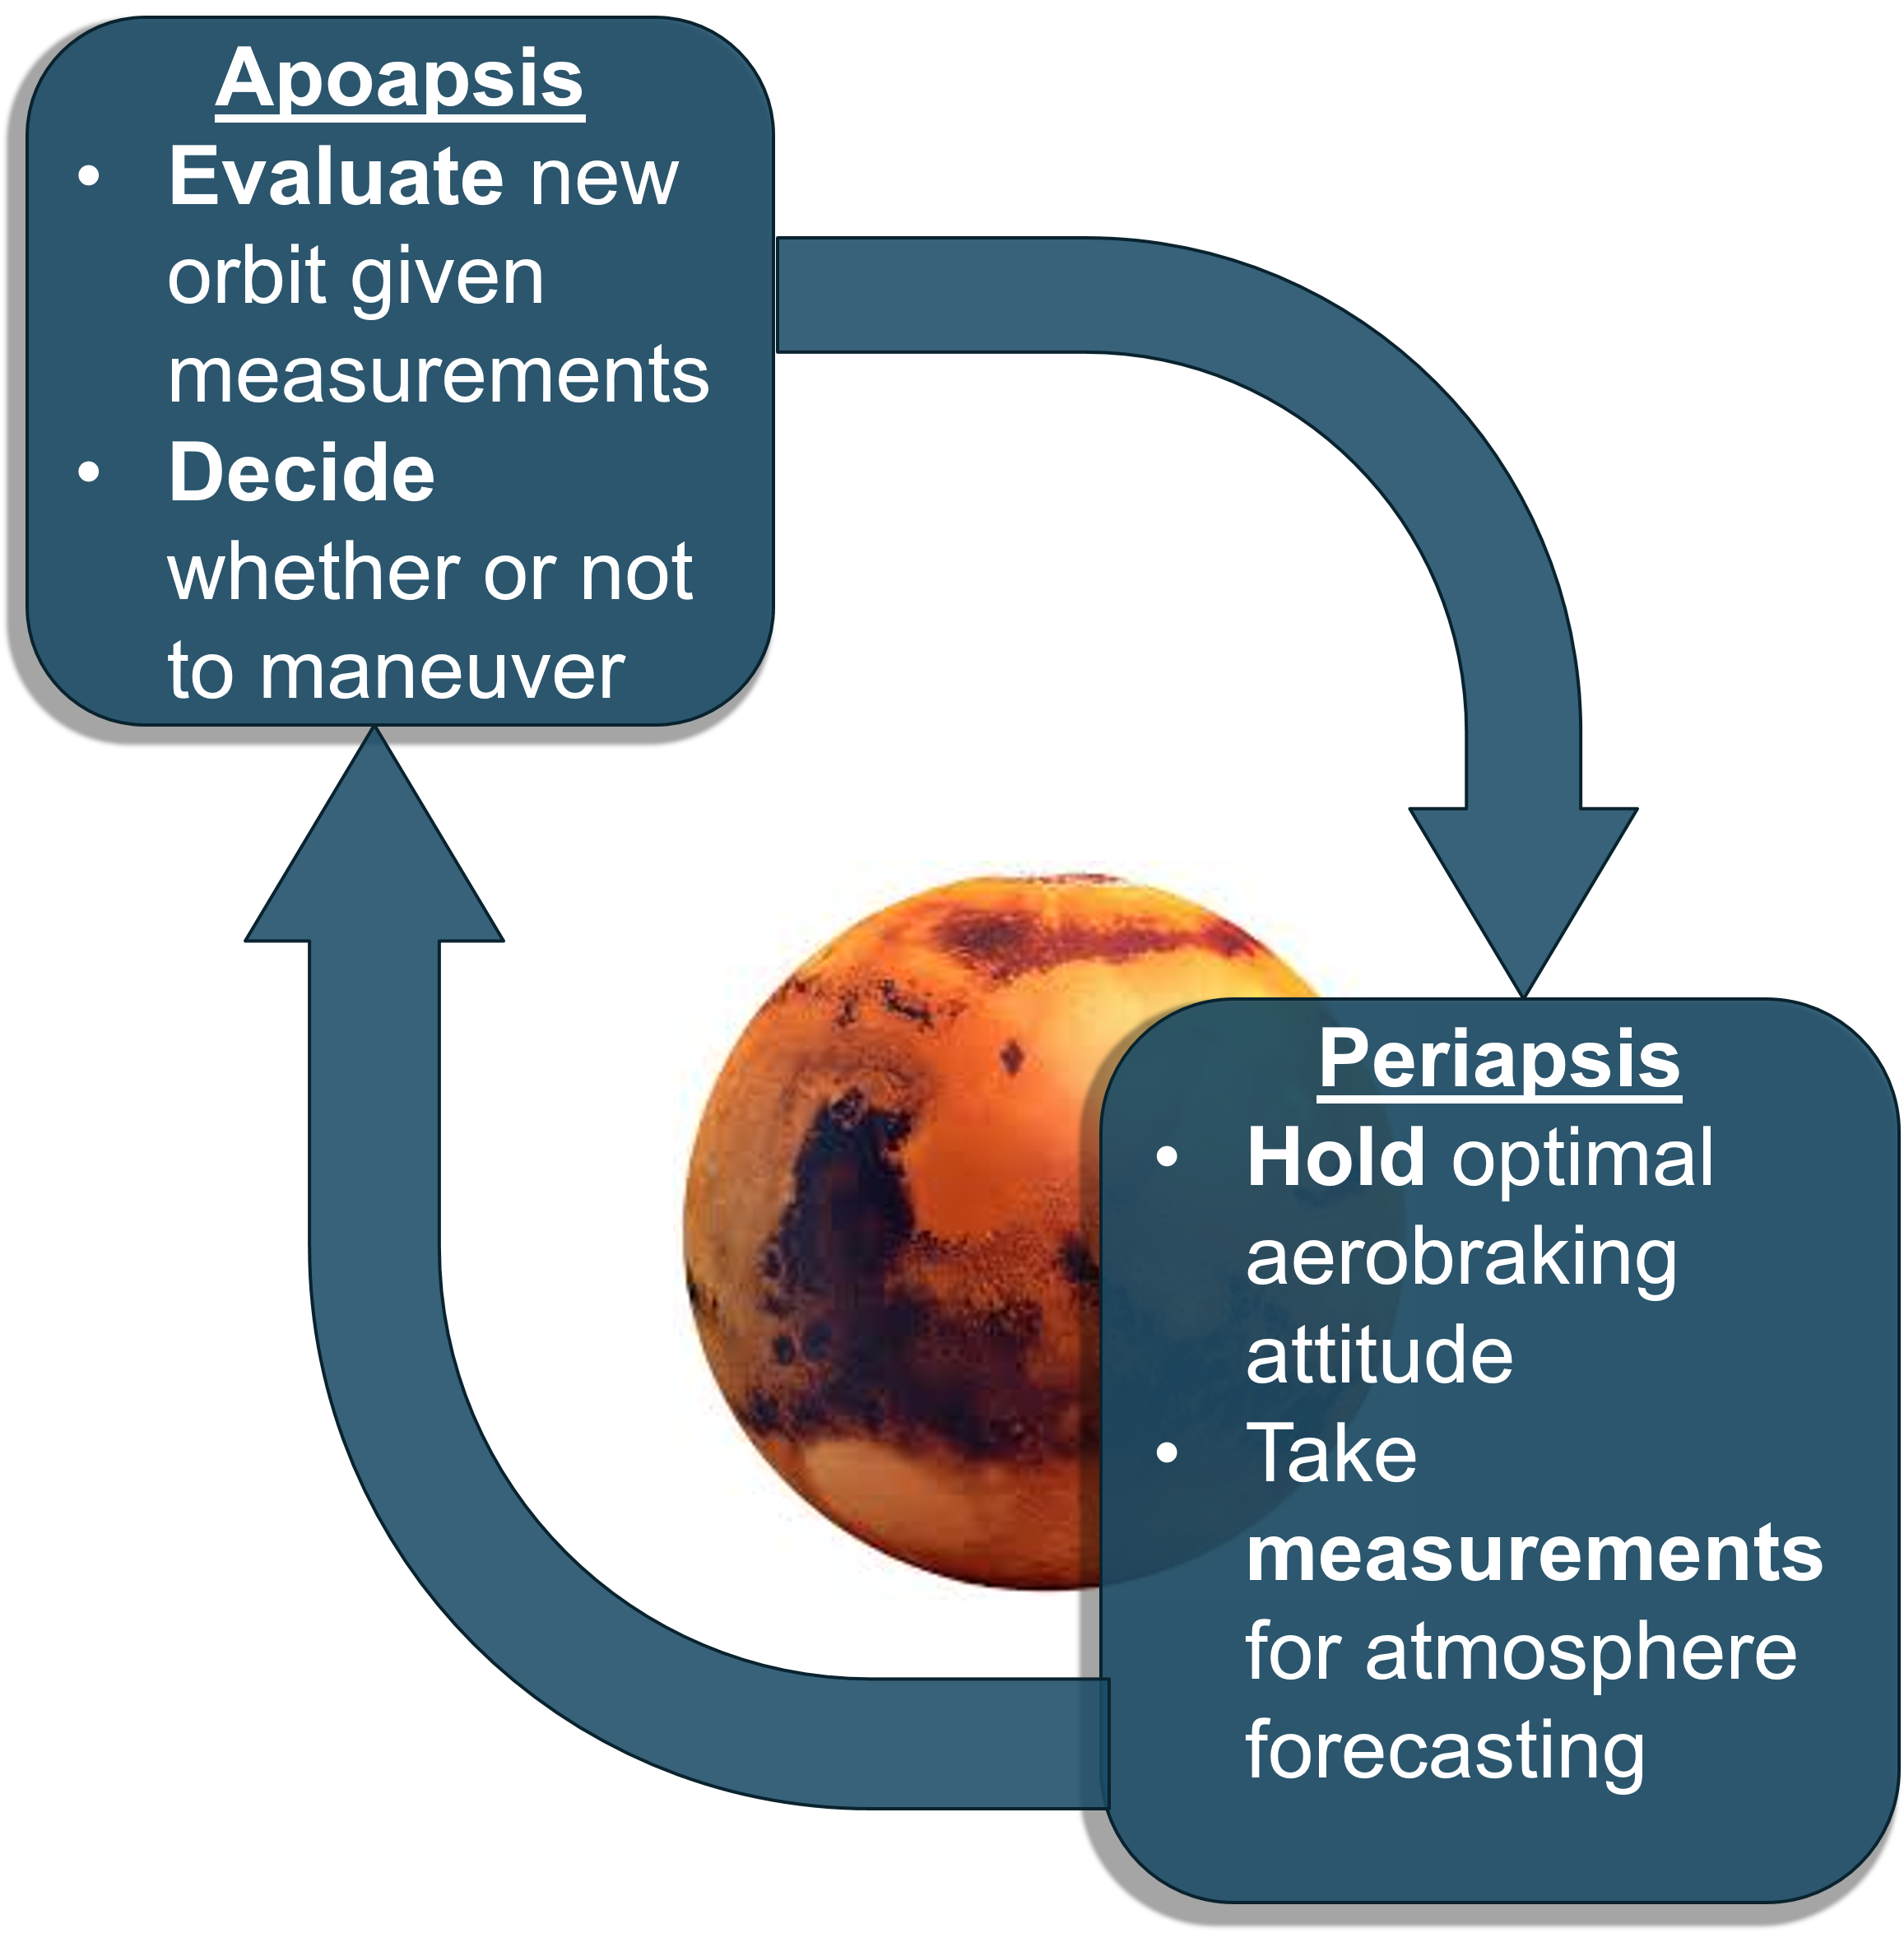 Apoapsis
• Evaluate new
orbit given
measurements
• Decide
whether or not
to maneuver
Periapsis
• Hold optimal
aerobraking
attitude
• Take
measurements
for atmosphere
forecasting